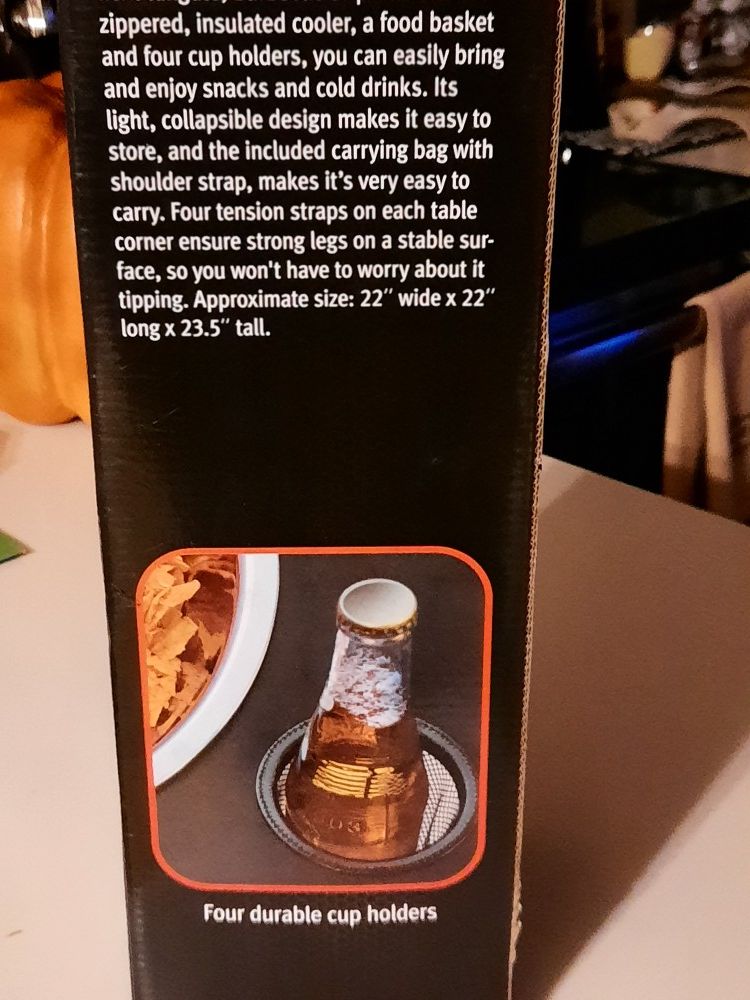 zippered, insulated cooler, a food basket
and four cup holders, you can easily bring
and enjoy snacks and cold drinks. Its
light, collapsible design makes it easy to
store, and the included carrying bag with
shoulder strap, makes it's very easy to
carry. Four tension straps on each table
corner ensure strong legs on a stable sur-
face, so you won't have to worry about it
tipping. Approximate size: 22″ wide x 22″
long x 23.5″ tall.
Four durable cup holders